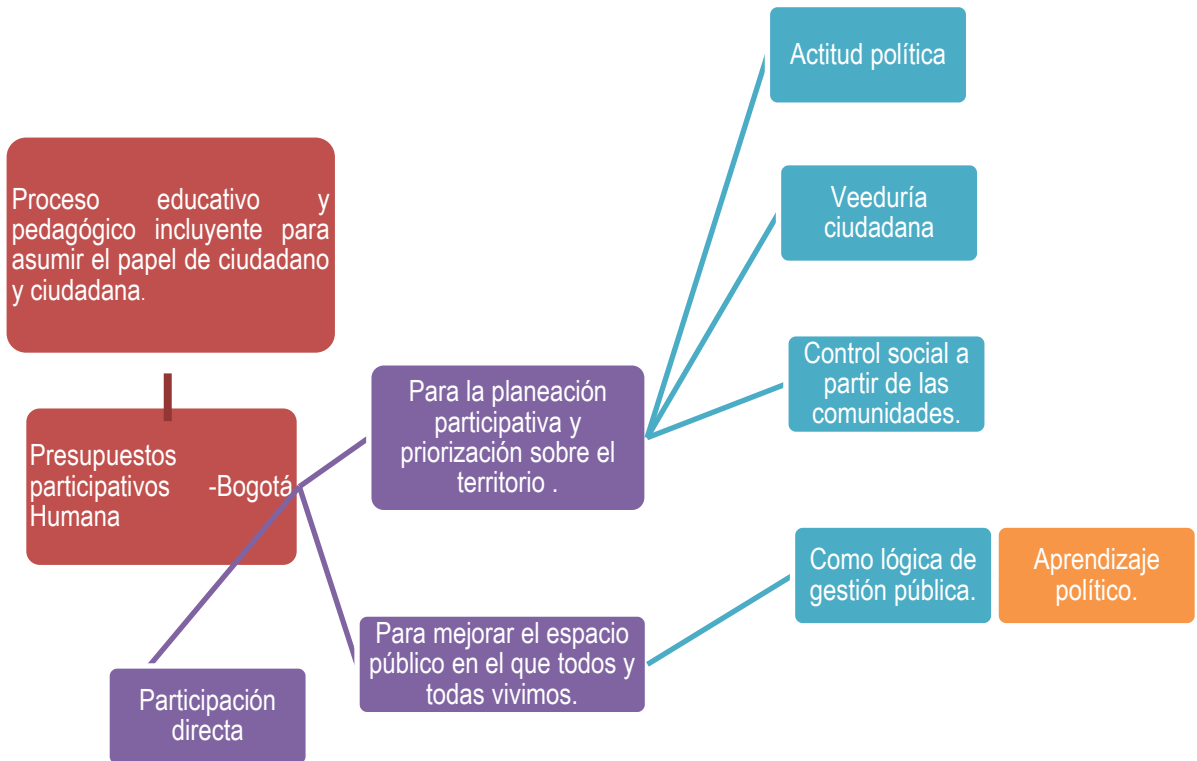 Actitud política
Proceso educativo y
pedagógico incluyente para
asumir el papel de ciudadano
y ciudadana.
Veeduría
ciudadana
Control social a
partir de las
comunidades.
Para la planeación
participativa y
priorización sobre el
territorio .
Presupuestos
participativos -Bogotá
Humana
Como lógica de
gestión pública.
Aprendizaje
político.
Para mejorar el espacio
público en el que todos y
todas vivimos.
Participación
directa